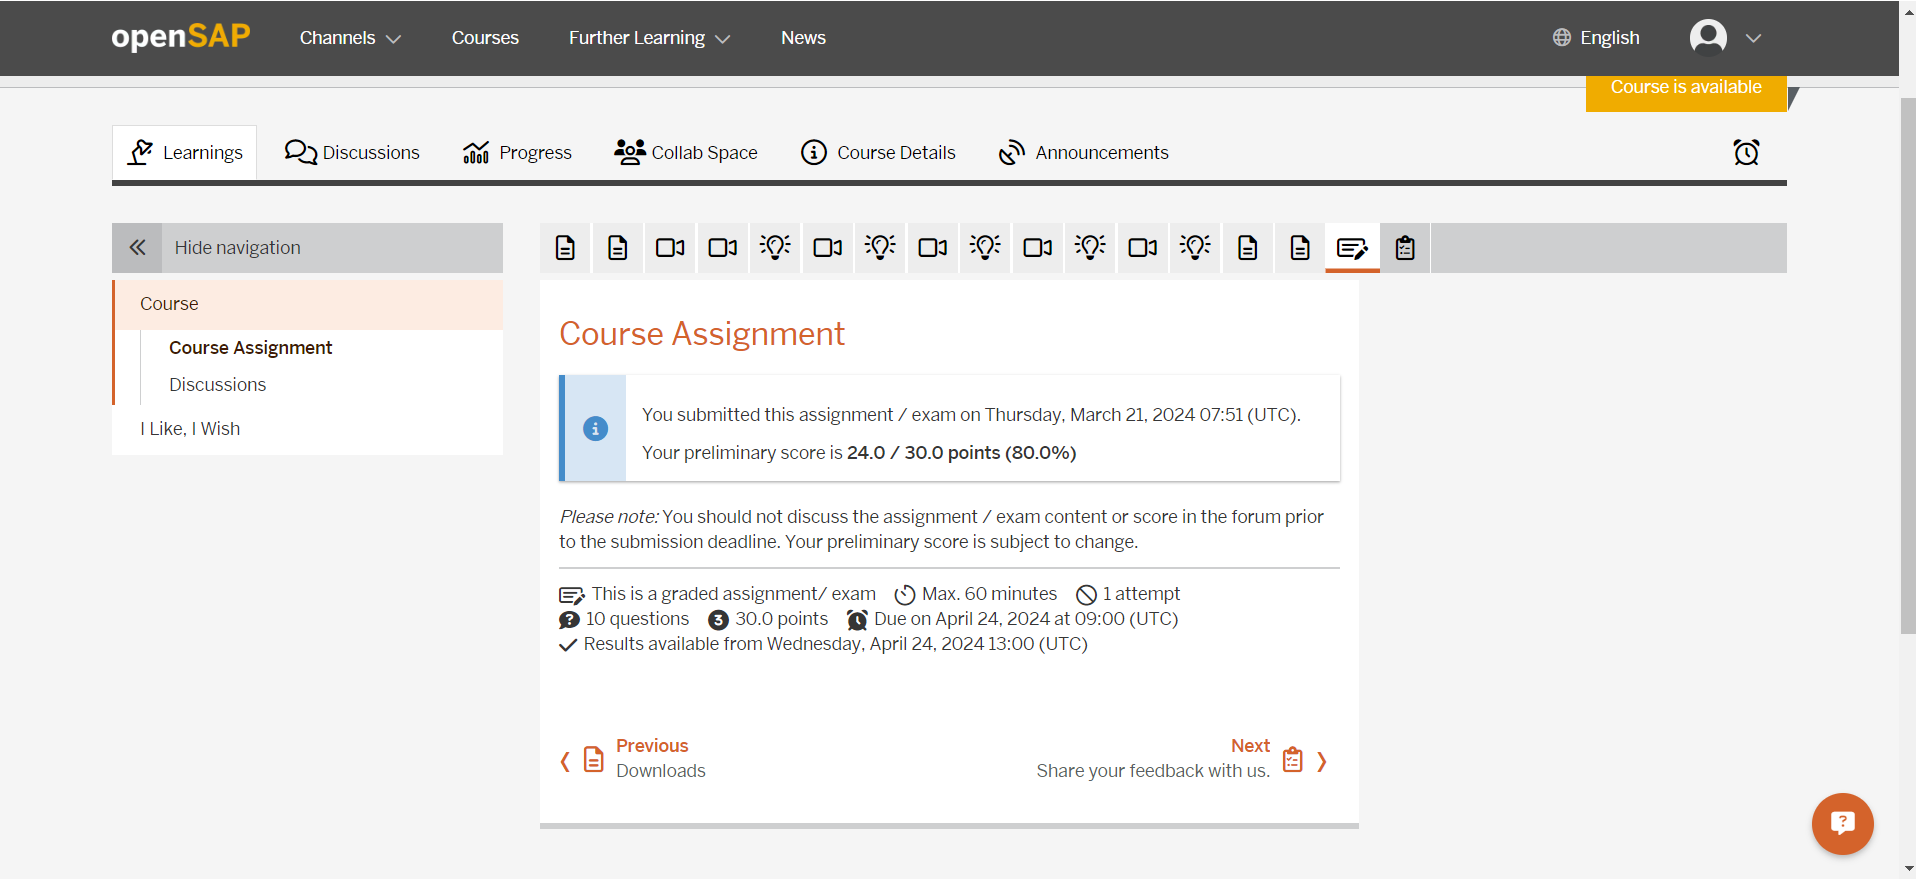 openSAP Channels Courses Further Learning News English
Course is available
Learnings Discussions Progress Collab Space Course Details Announcements
Hide navigation
Course
Course Assignment
Discussions
I Like, I Wish
Course Assignment
You submitted this assignment / exam on Thursday, March 21, 2024 07:51 (UTC).
Your preliminary score is 24.0 / 30.0 points (80.0%)
Please note: You should not discuss the assignment / exam content or score in the forum prior
to the submission deadline. Your preliminary score is subject to change.
This is a graded assignment/ exam Max. 60 minutes 1 attempt
? 10 questions 3 30.0 points Due on April 24, 2024 at 09:00 (UTC)
Results available from Wednesday, April 24, 2024 13:00 (UTC)
Previous
Downloads
Next
Share your feedback with us.